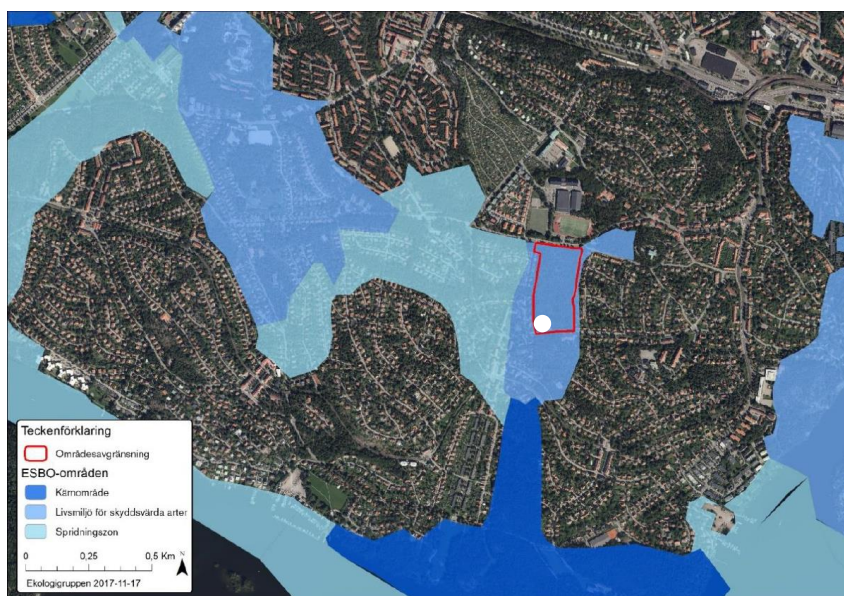 Teckenförklaring
Områdesavgränsning
ESBO-områden
Kärnområde
Livsmiljö för skyddsvärda arter
Spridningszon
0 0,25 0,5 Km N
Ekologigruppen 2017-11-17